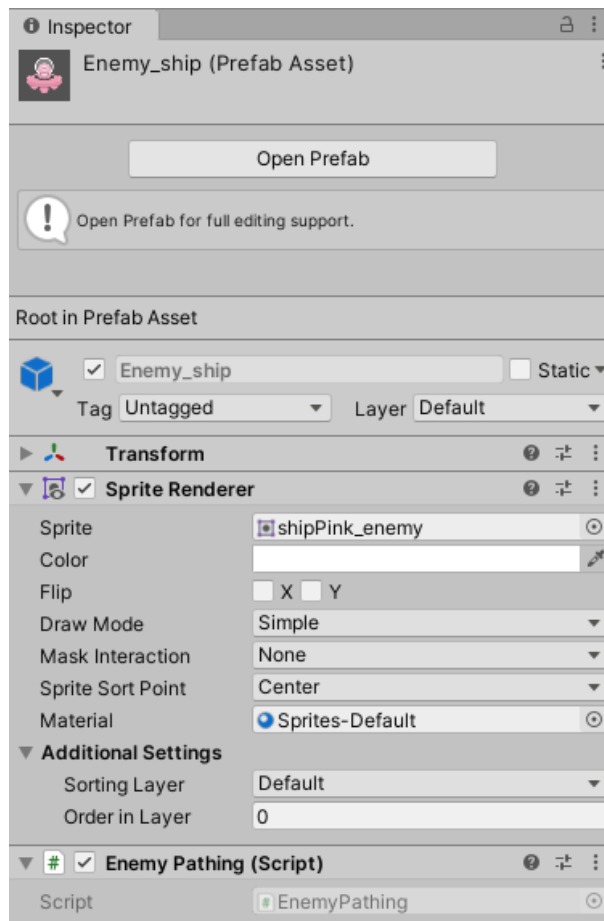 Inspector
Enemy_ship (Prefab Asset)
Open Prefab
Open Prefab for full editing support.
Root in Prefab Asset
Enemy_ship Static
Tag Untagged Layer Default
Transform
Sprite Renderer
Sprite shipPink_enemy
Color
Flip X Y
Draw Mode Simple
Mask Interaction None
Sprite Sort Point Center
Material Sprites-Default
Additional Settings
Sorting Layer Default
Order in Layer 0
# Enemy Pathing (Script)
Script # EnemyPathing